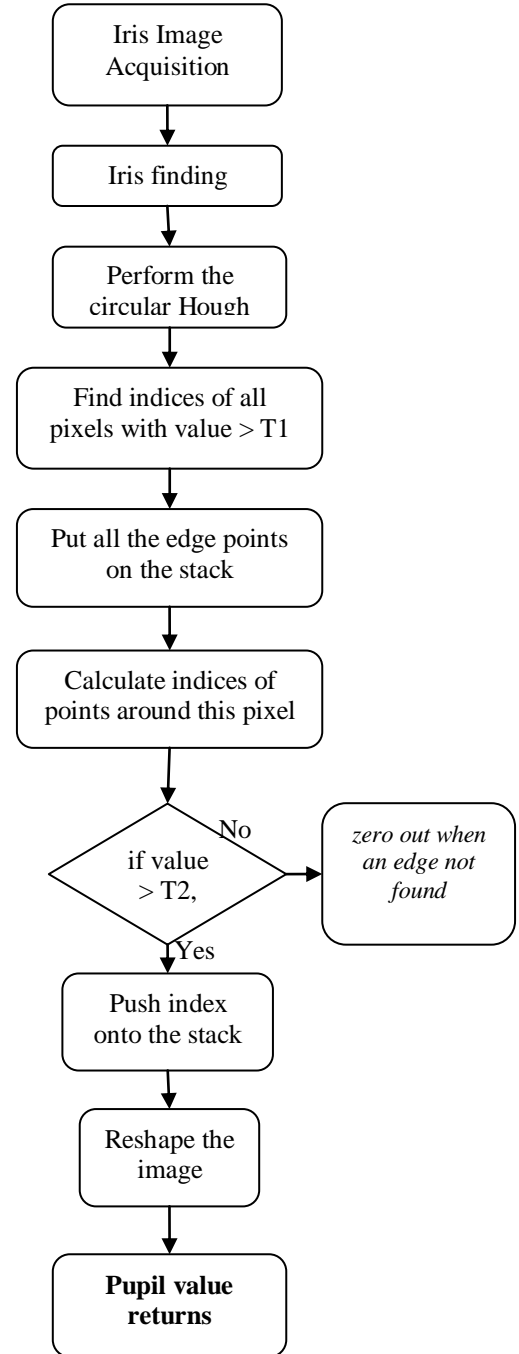 Iris Image
Acquisition
Iris finding
Perform the
circular Hough
Find indices of all
pixels with value > T1
Put all the edge points
on the stack
Calculate indices of
points around this pixel
No
if value
> T2,
zero out when
an edge not
found
Yes
Push index
onto the stack
Reshape the
image
Pupil value
returns